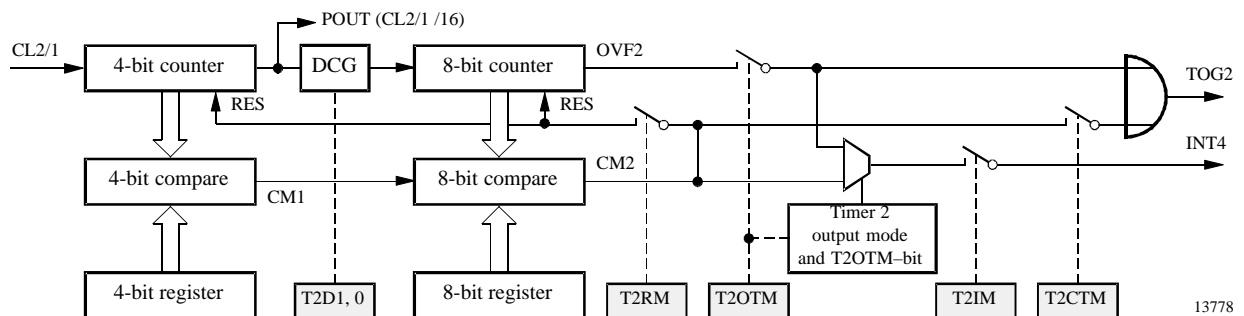 POUT (CL2/1 /16)
CL2/1
4-bit counter
DCG
8-bit counter
OVF2
TOG2
RES
RES
INT4
4-bit compare
CM1
8-bit compare
CM2
Timer 2
output mode
and T2OTM–bit
4-bit register
T2D1, 0
8-bit register
T2RM
T2OTM
T2IM
T2CTM
13778